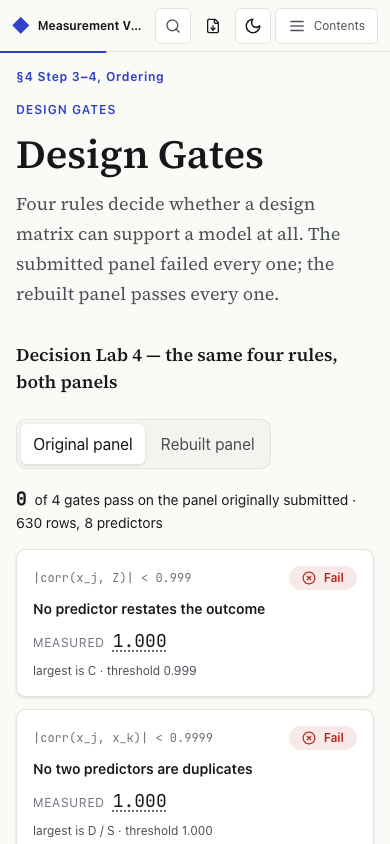 Measurement V...
Contents
§4 Step 3–4, Ordering
DESIGN GATES
Design Gates
Four rules decide whether a design
matrix can support a model at all. The
submitted panel failed every one; the
rebuilt panel passes every one.
Decision Lab 4 — the same four rules,
both panels
Original panel
Rebuilt panel
0 of 4 gates pass on the panel originally submitted ·
630 rows, 8 predictors
|corr(x_j, Z)| < 0.999
Fail
No predictor restates the outcome
MEASURED 1.000
largest is C · threshold 0.999
|corr(x_j, x_k)| < 0.9999
Fail
No two predictors are duplicates
MEASURED 1.000
largest is D / S · threshold 1.000